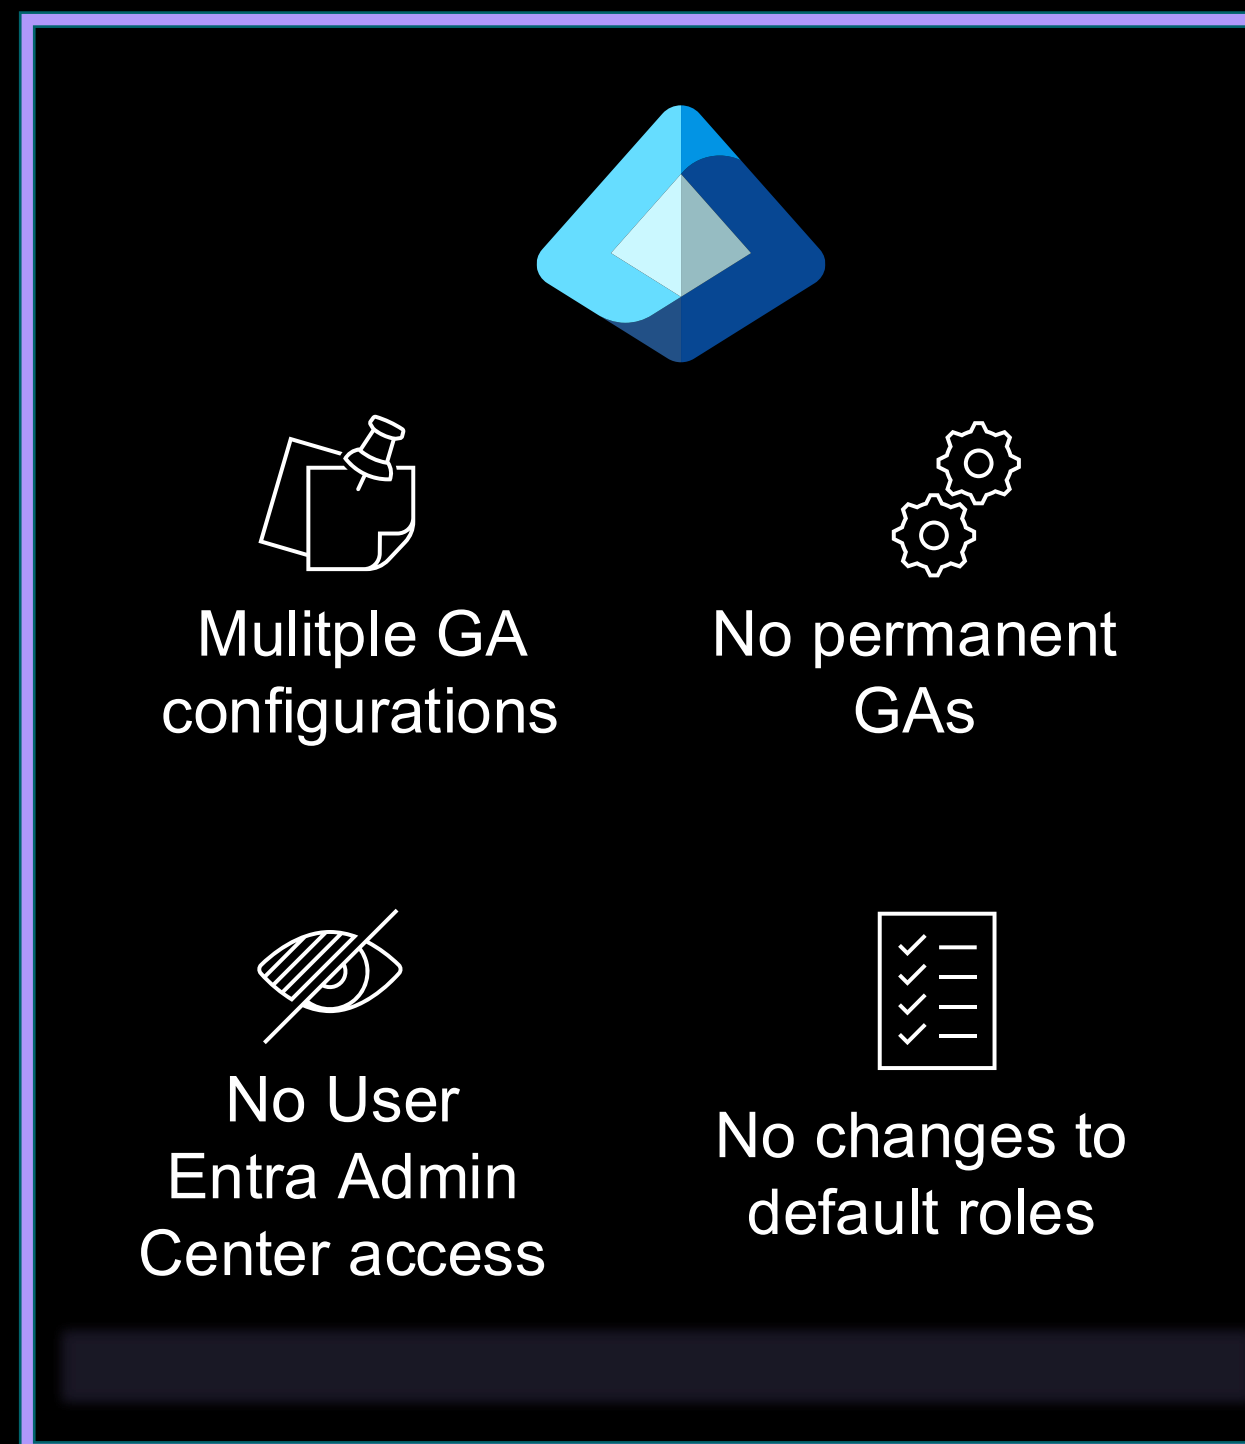 Mulitple GA
configurations
No permanent
GAs
No User
Entra Admin
Center access
No changes to
default roles